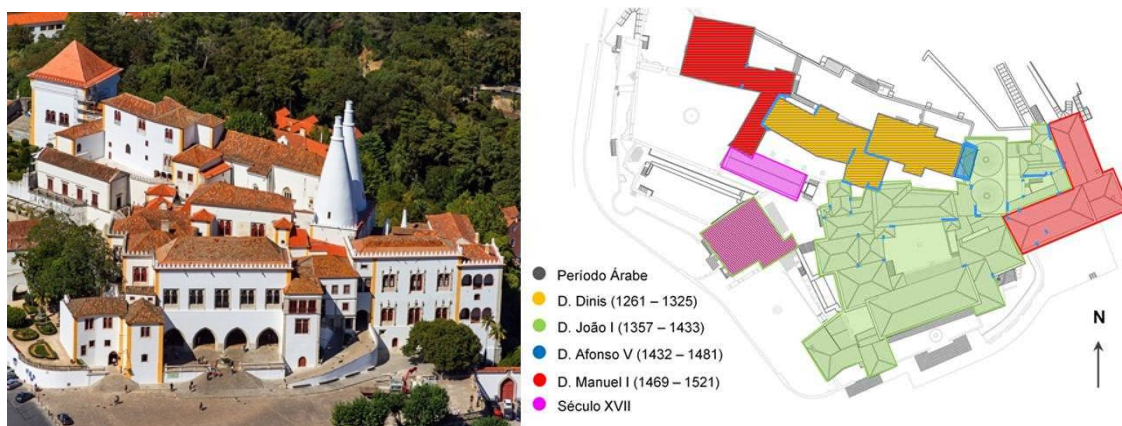 Período Árabe
D. Dinis (1261 – 1325)
D. João I (1357 – 1433)
D. Afonso V (1432 – 1481)
D. Manuel I (1469 – 1521)
Século XVII
N